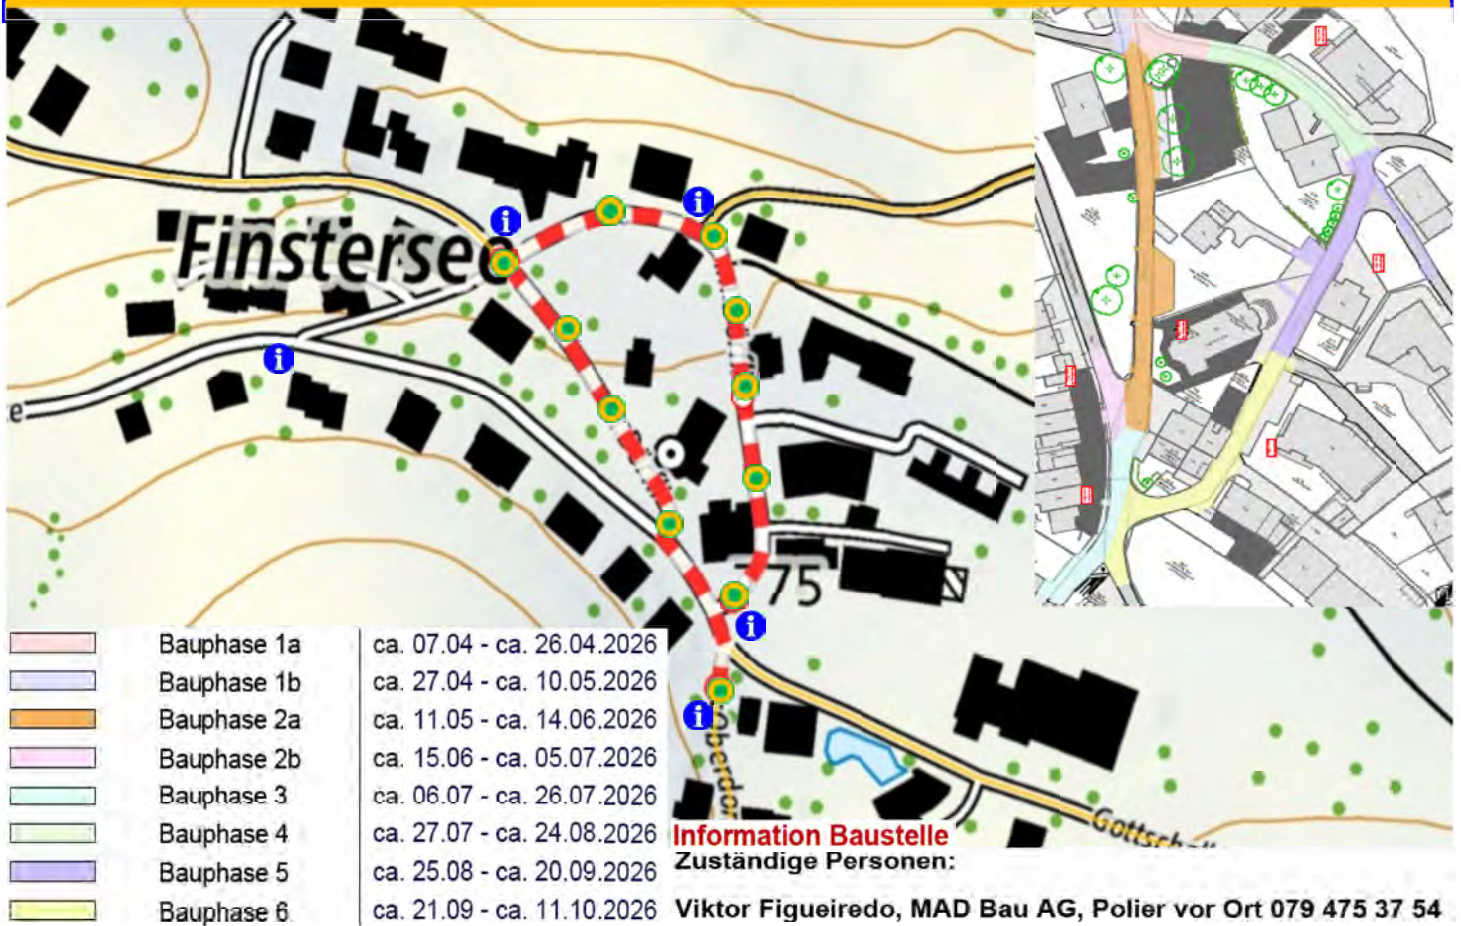 Finstersee
775
Oberdor
Gottsch
Bauphase 1a ca. 07.04 - ca. 26.04.2026
Bauphase 1b ca. 27.04 - ca. 10.05.2026
Bauphase 2a ca. 11.05 - ca. 14.06.2026
Bauphase 2b ca. 15.06 - ca. 05.07.2026
Bauphase 3 ca. 06.07 - ca. 26.07.2026
Bauphase 4 ca. 27.07 - ca. 24.08.2026
Bauphase 5 ca. 25.08 - ca. 20.09.2026
Bauphase 6 ca. 21.09 - ca. 11.10.2026
Information Baustelle
Zuständige Personen:
Viktor Figueiredo, MAD Bau AG, Polier vor Ort 079 475 37 54